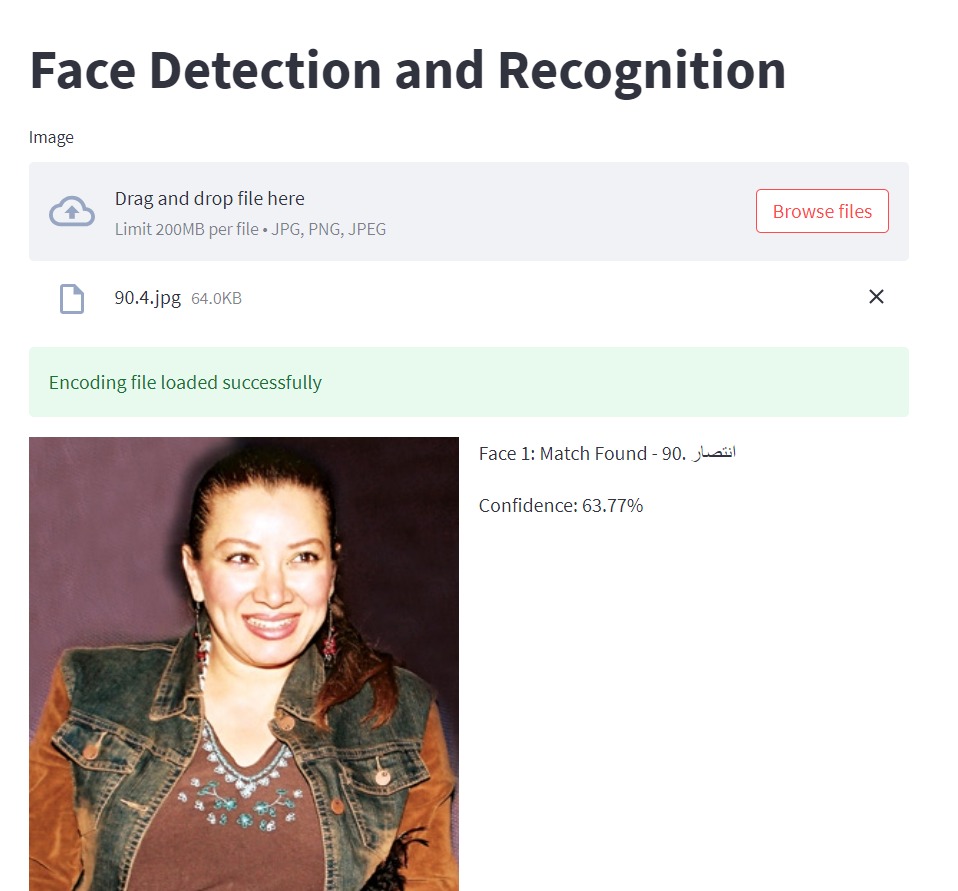 Face Detection and Recognition
Image
Drag and drop file here
Limit 200MB per file • JPG, PNG, JPEG
Browse files
90.4.jpg 64.0KB
Encoding file loaded successfully
Face 1: Match Found - 90. انتصار
Confidence: 63.77%